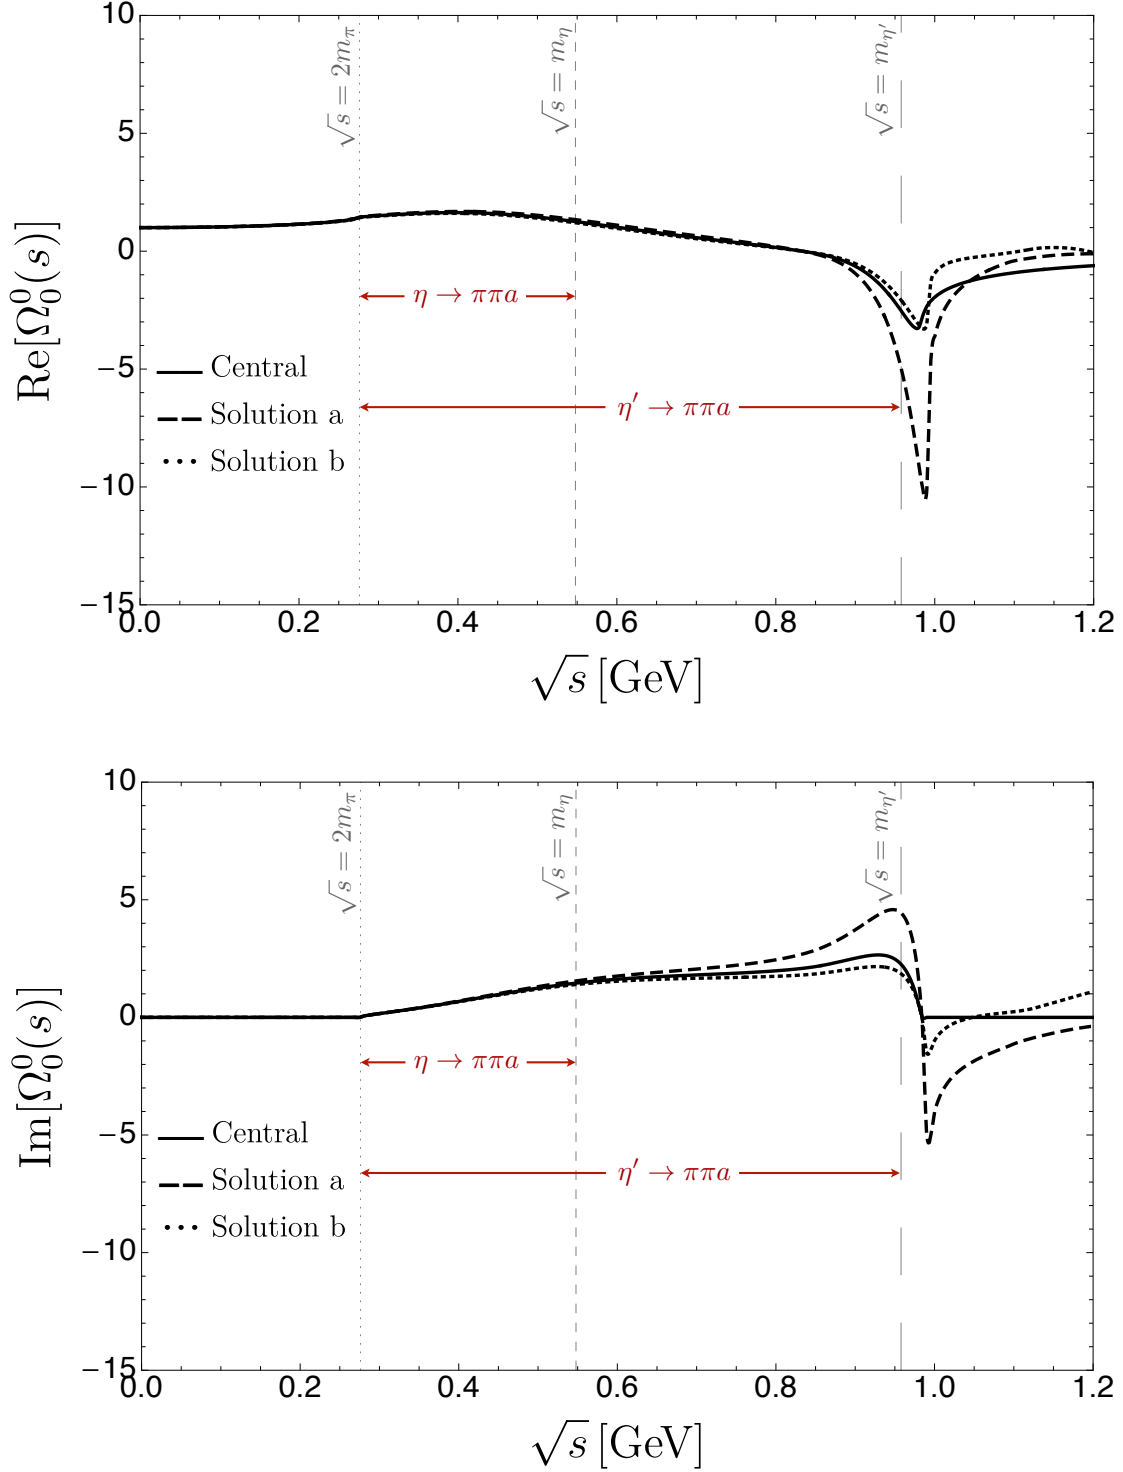 10
5
0
−5
−10
−15
Re[Ω₀⁰(s)]
√s = 2m_π
√s = m_η
√s = m_η′
η → ππa
η′ → ππa
Central
Solution a
Solution b
0.0 0.2 0.4 0.6 0.8 1.0 1.2
√s [GeV]
10
5
0
−5
−10
−15
Im[Ω₀⁰(s)]
√s = 2m_π
√s = m_η
√s = m_η′
η → ππa
η′ → ππa
Central
Solution a
Solution b
0.0 0.2 0.4 0.6 0.8 1.0 1.2
√s [GeV]